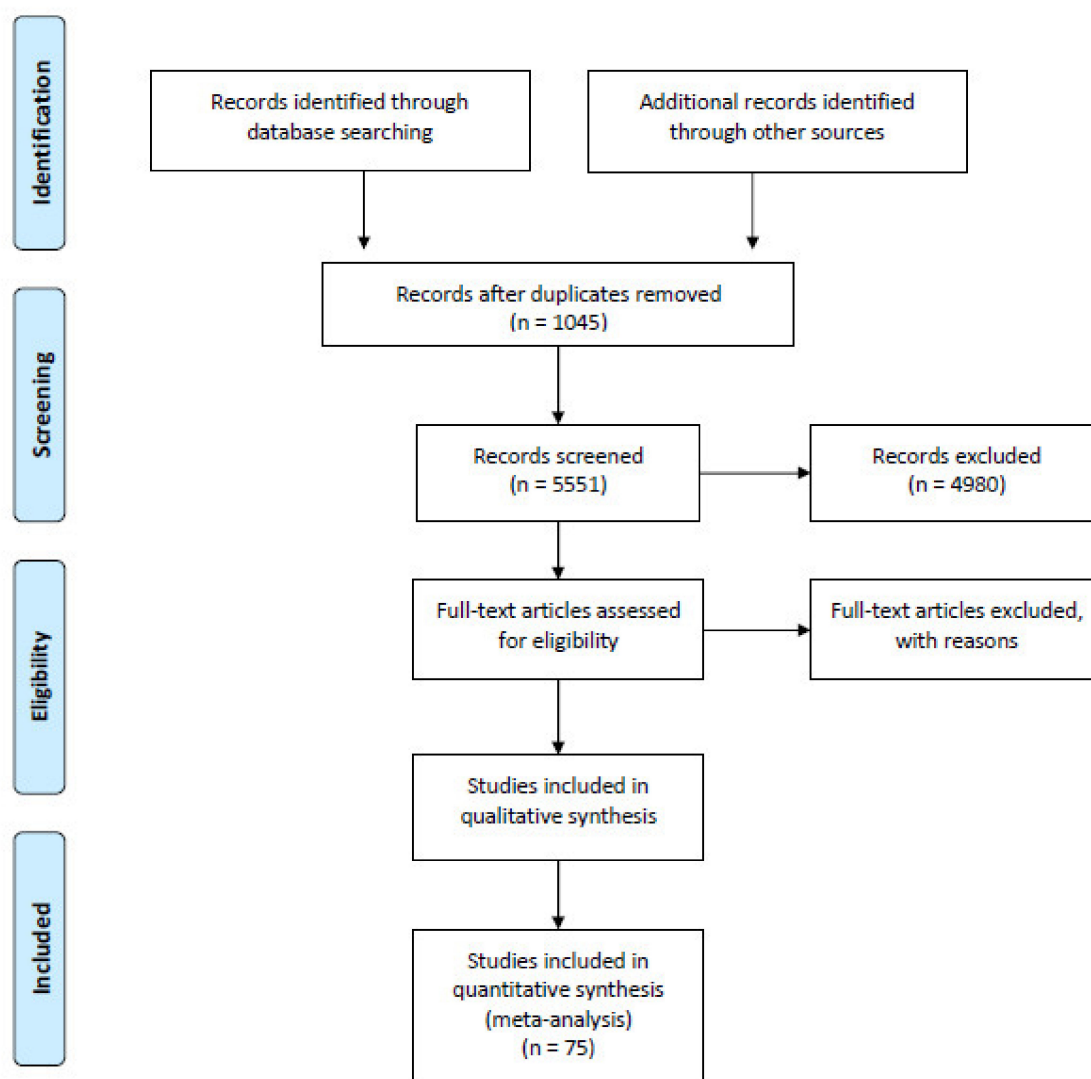 Identification
Records identified through
database searching
Additional records identified
through other sources
Records after duplicates removed
(n = 1045)
Screening
Records screened
(n = 5551)
Records excluded
(n = 4980)
Eligibility
Full-text articles assessed
for eligibility
Full-text articles excluded,
with reasons
Studies included in
qualitative synthesis
Included
Studies included in
quantitative synthesis
(meta-analysis)
(n = 75)